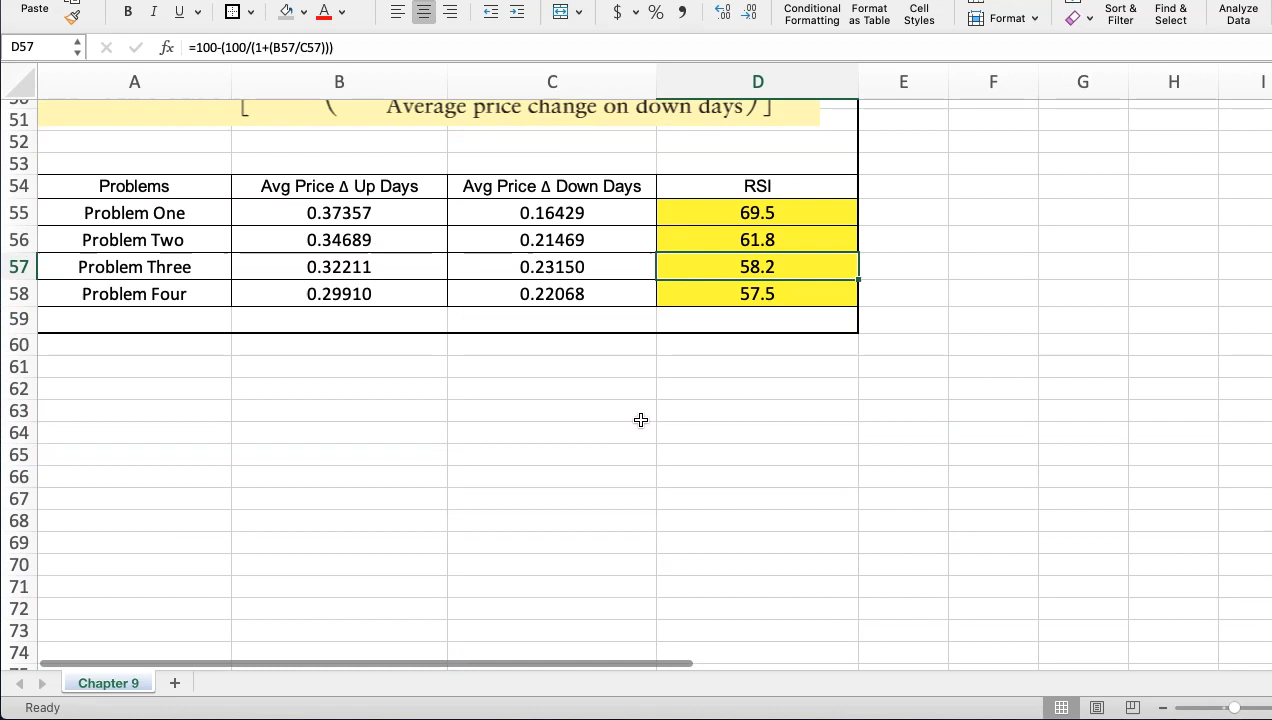 Paste
B I U
A
$ % 9
Conditional Formatting
Format as Table
Cell Styles
Format
Sort & Filter
Find & Select
Analyze Data
D57 fx =100-(100/(1+(B57/C57)))
A B C D E F G H I
51 Average price change on down days
52
53
54 Problems Avg Price Δ Up Days Avg Price Δ Down Days RSI
55 Problem One 0.37357 0.16429 69.5
56 Problem Two 0.34689 0.21469 61.8
57 Problem Three 0.32211 0.23150 58.2
58 Problem Four 0.29910 0.22068 57.5
59
60
61
62
63
64
65
66
67
68
69
70
71
72
73
74
Chapter 9 +
Ready